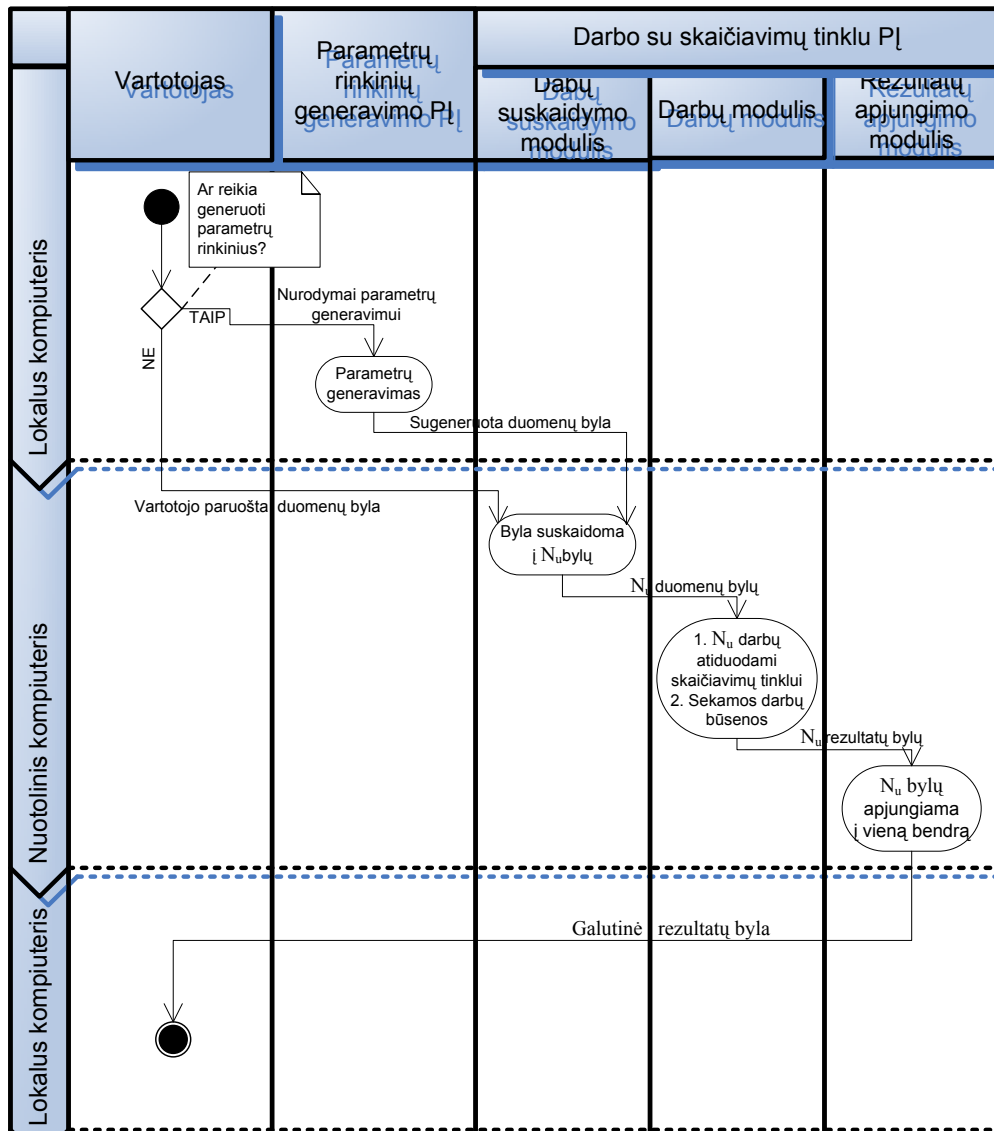 Vartotojas
Parametrų
rinkinių
generavimo PĮ
Darbo su skaičiavimų tinklu PĮ
Dabų
suskaidymo
modulis
Darbų modulis
Rezultatų
apjungimo
modulis
Lokalus kompiuteris
Ar reikia
generuoti
parametrų
rinkinius?
TAIP
NE
Nurodymai parametrų
generavimui
Parametrų
generavimas
Sugeneruota duomenų byla
Nuotolinis kompiuteris
Vartotojo paruošta duomenų byla
Byla suskaidoma
į Nu bylų
Nu duomenų bylų
1. Nu darbų
atiduodami
skaičiavimų tinklui
2. Sekamos darbų
būsenos
Nu rezultatų bylų
Nu bylų
apjungiama
į vieną bendrą
Lokalus kompiuteris
Galutinė rezultatų byla